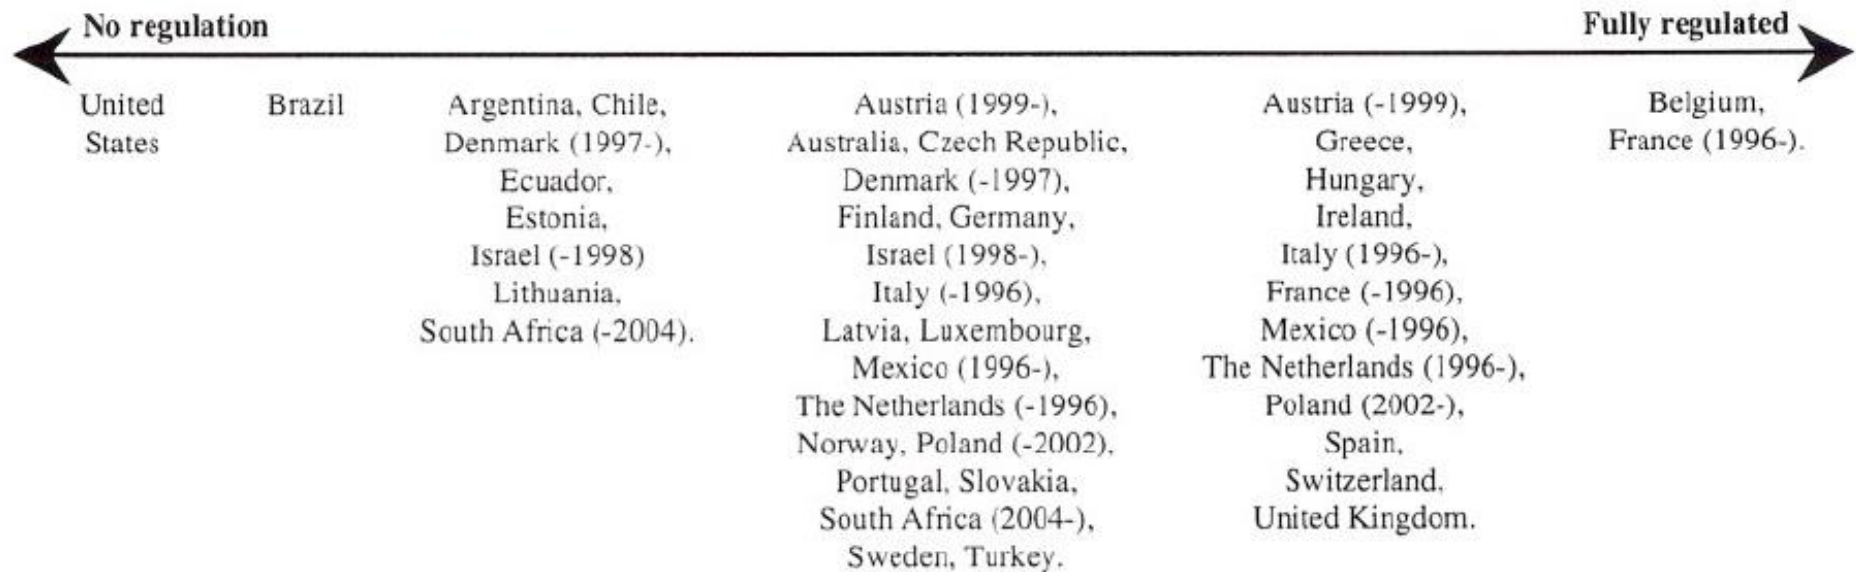 No regulation
Fully regulated
United
States
Brazil
Argentina, Chile,
Denmark (1997-),
Ecuador,
Estonia,
Israel (-1998)
Lithuania,
South Africa (-2004).
Austria (1999-),
Australia, Czech Republic,
Denmark (-1997),
Finland, Germany,
Israel (1998-),
Italy (-1996),
Latvia, Luxembourg,
Mexico (1996-),
The Netherlands (-1996),
Norway, Poland (-2002),
Portugal, Slovakia,
South Africa (2004-),
Sweden, Turkey.
Austria (-1999),
Greece,
Hungary,
Ireland,
Italy (1996-),
France (-1996),
Mexico (-1996),
The Netherlands (1996-),
Poland (2002-),
Spain,
Switzerland,
United Kingdom.
Belgium,
France (1996-).